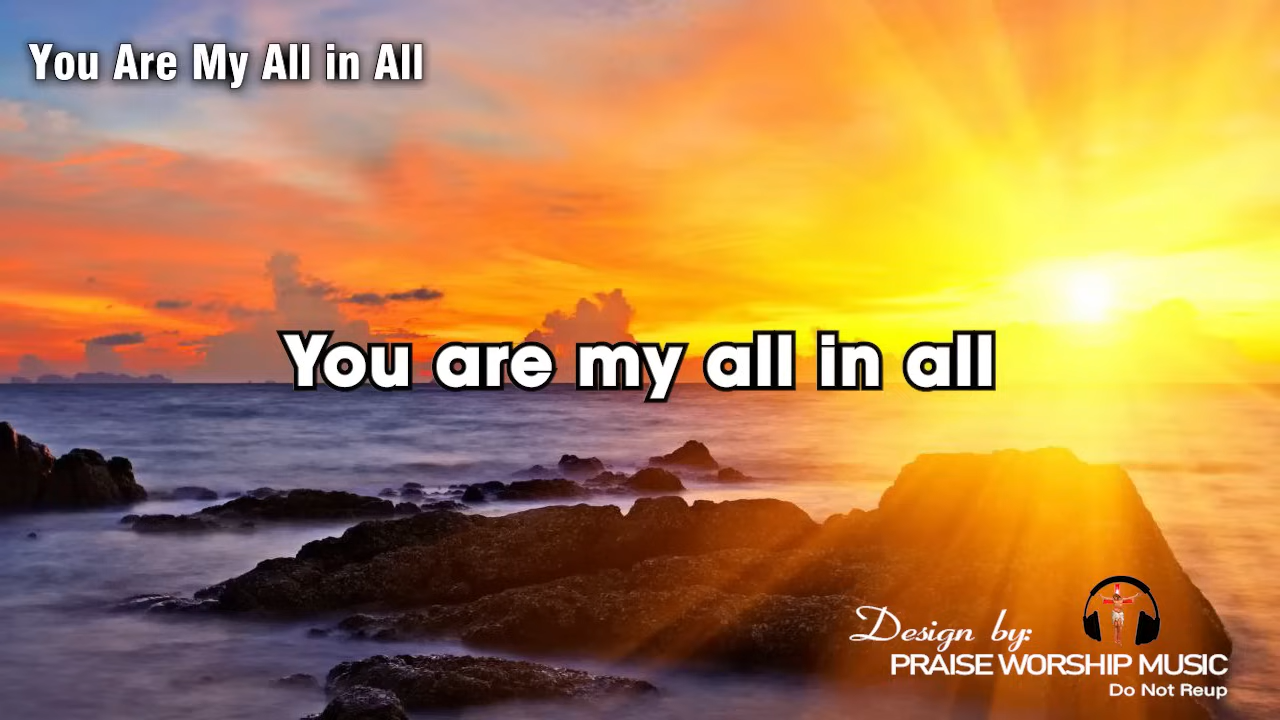 You Are My All in All
You are my all in all
Design by:
PRAISE WORSHIP MUSIC
Do Not Reup